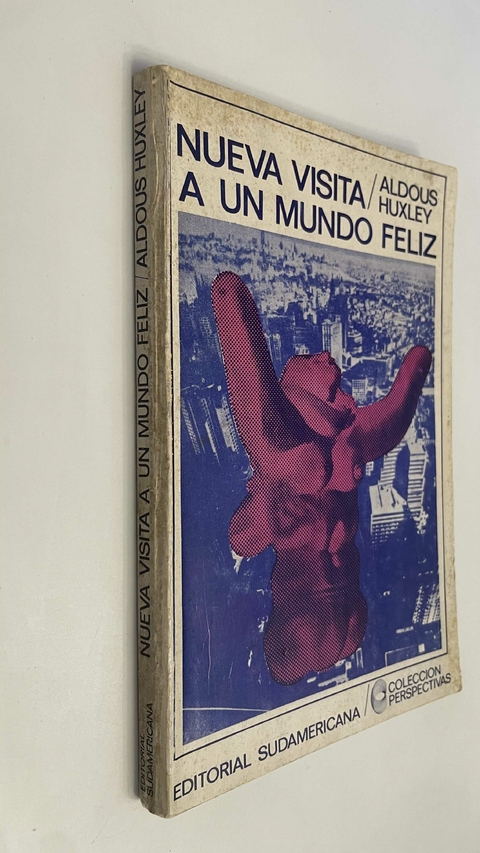 NUEVA VISITA / ALDOUS HUXLEY
A UN MUNDO FELIZ
EDITORIAL SUDAMERICANA / COLECCION PERSPECTIVAS
NUEVA VISITA A UN MUNDO FELIZ / ALDOUS HUXLEY
EDITORIAL
SUDAMERICANA